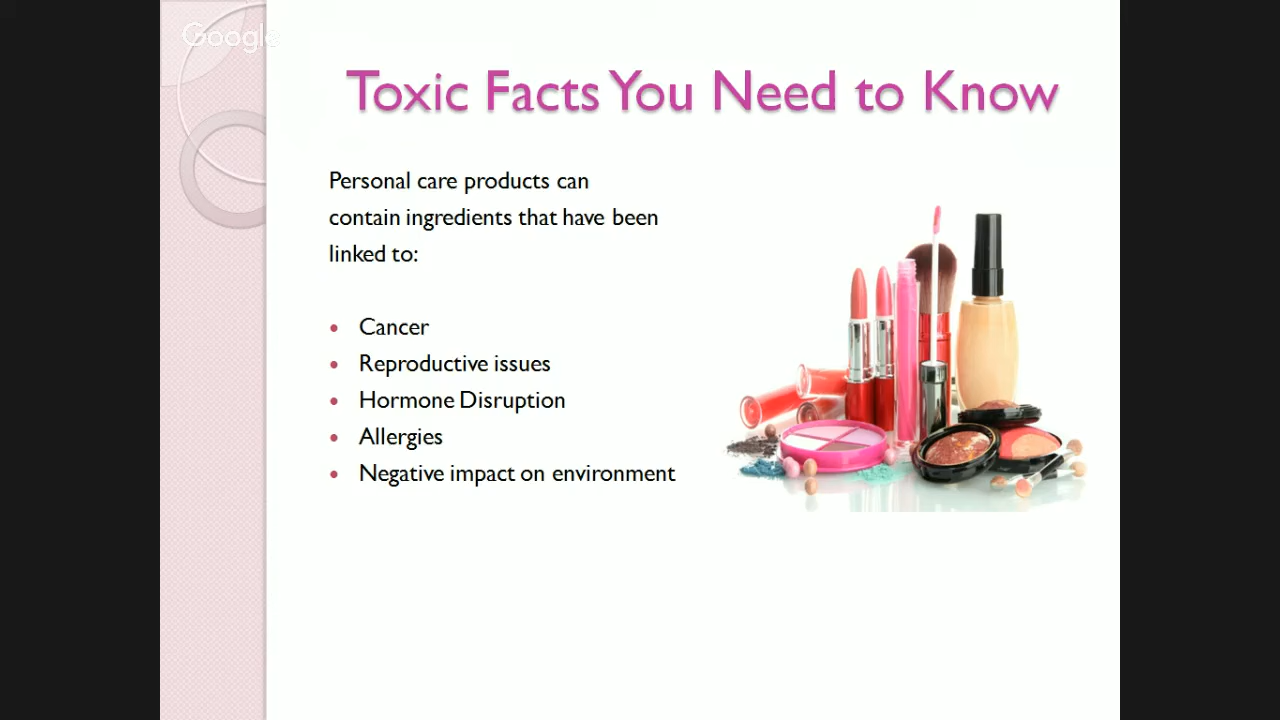 Google
Toxic Facts You Need to Know
Personal care products can
contain ingredients that have been
linked to:
• Cancer
• Reproductive issues
• Hormone Disruption
• Allergies
• Negative impact on environment